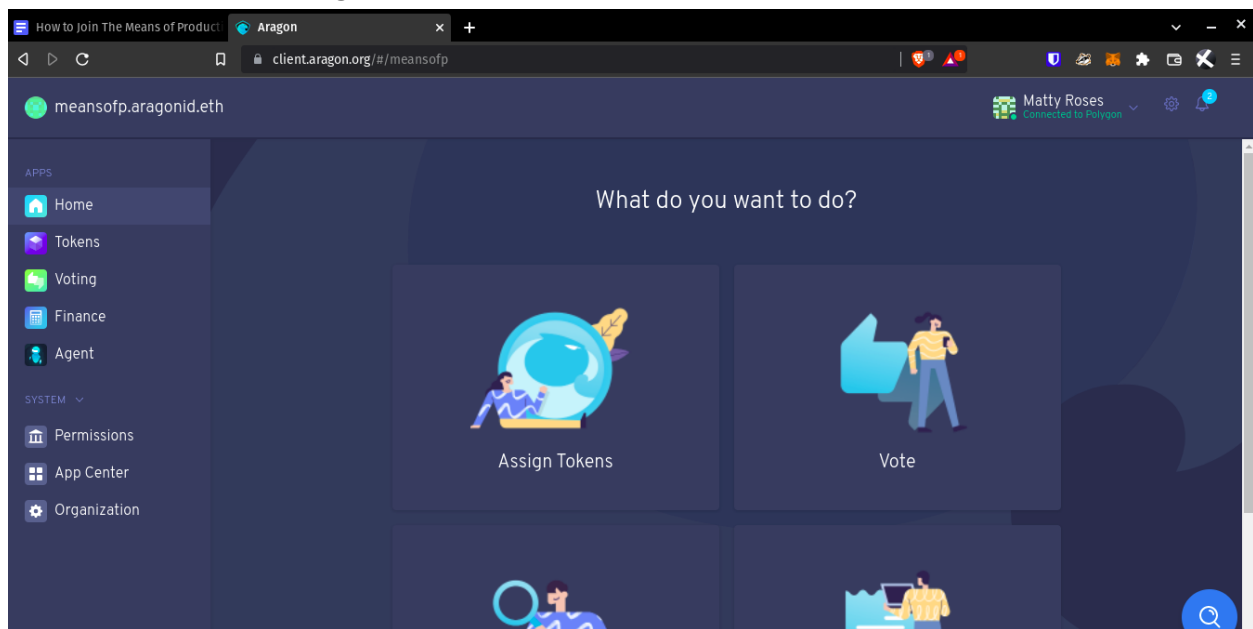 How to Join The Means of Producti
Aragon
client.aragon.org/#/meansofp
1
meansofp.aragonid.eth
Matty Roses
Connected to Polygon
2
APPS
Home
Tokens
Voting
Finance
Agent
SYSTEM
Permissions
App Center
Organization
What do you want to do?
Assign Tokens
Vote